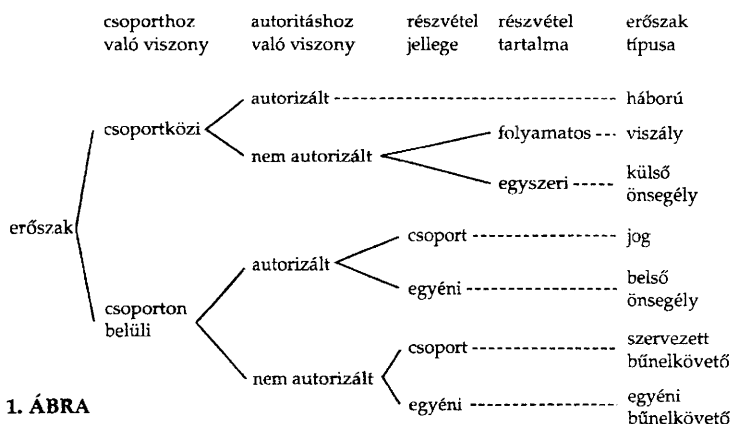 csoporthoz
való viszony
autoritáshoz
való viszony
részvétel
jellege
részvétel
tartalma
erőszak
típusa
autorizált
háború
csoportközi
folyamatos
viszály
nem autorizált
egyszeri
külső
önsegély
erőszak
csoport
jog
autorizált
egyéni
belső
önsegély
csoporton
belüli
csoport
szervezett
bűnelkövető
nem autorizált
egyéni
egyéni
bűnelkövető
1. ÁBRA